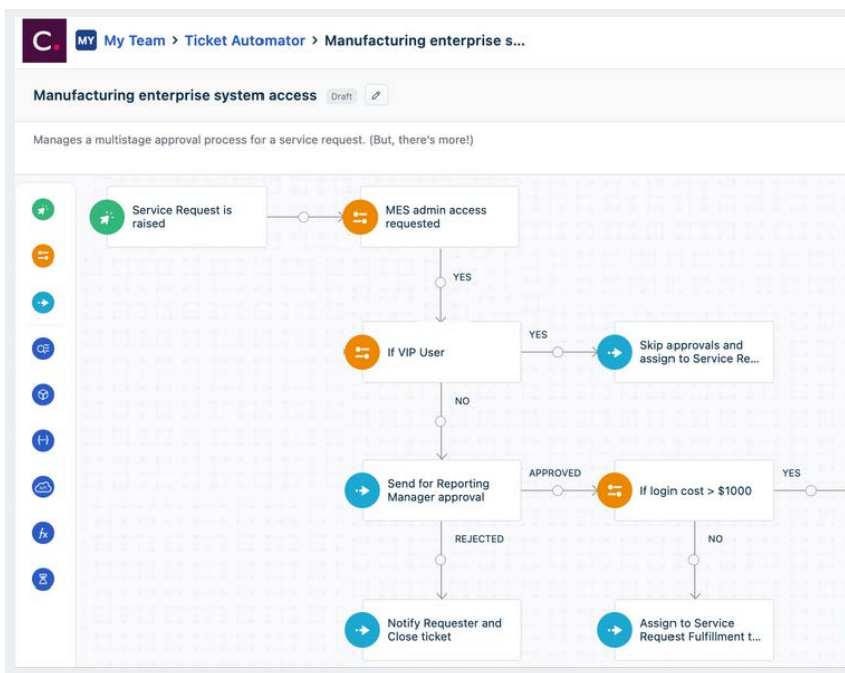 C.
MY My Team > Ticket Automator > Manufacturing enterprise s...
Manufacturing enterprise system access Draft
Manages a multistage approval process for a service request. (But, there's more!)
Service Request is
raised
MES admin access
requested
YES
If VIP User
YES
Skip approvals and
assign to Service Re...
NO
Send for Reporting
Manager approval
APPROVED
If login cost > $1000
YES
REJECTED
NO
Notify Requester and
Close ticket
Assign to Service
Request Fulfillment t...
API
fx